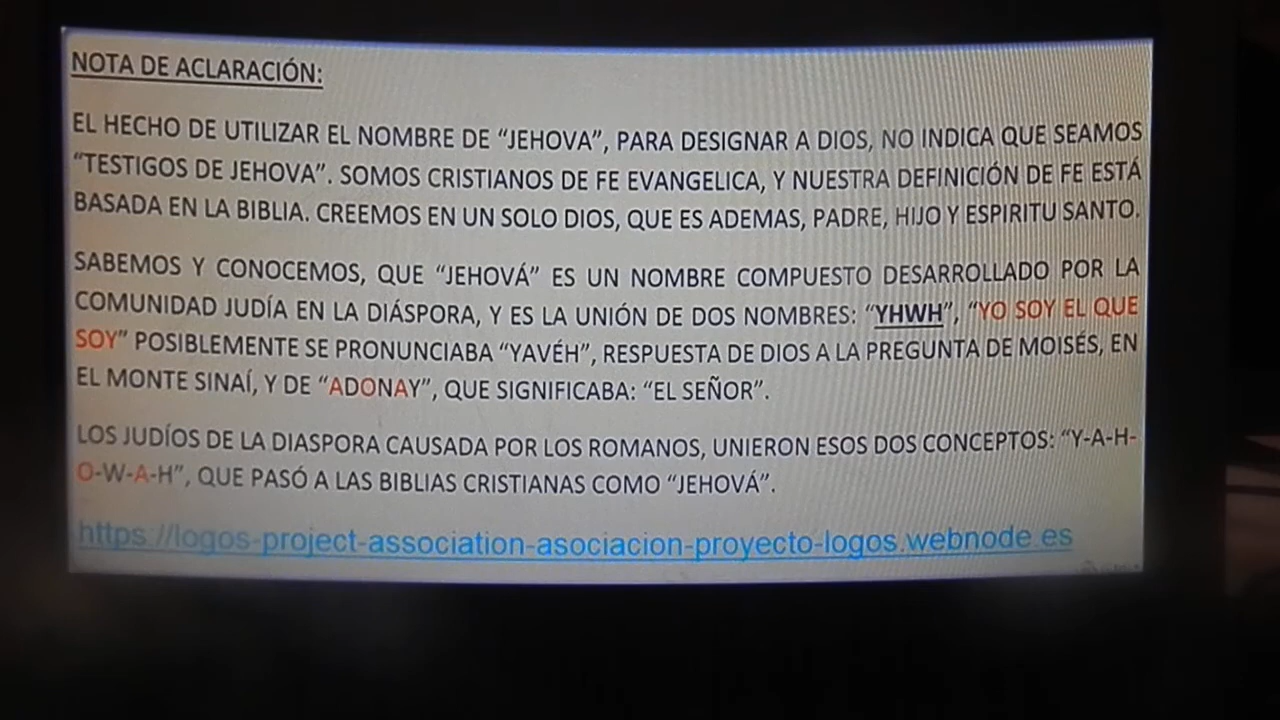 NOTA DE ACLARACIÓN:
EL HECHO DE UTILIZAR EL NOMBRE DE “JEHOVA”, PARA DESIGNAR A DIOS, NO INDICA QUE SEAMOS
“TESTIGOS DE JEHOVA”. SOMOS CRISTIANOS DE FE EVANGELICA, Y NUESTRA DEFINICIÓN DE FE ESTÁ
BASADA EN LA BIBLIA. CREEMOS EN UN SOLO DIOS, QUE ES ADEMAS, PADRE, HIJO Y ESPIRITU SANTO.
SABEMOS Y CONOCEMOS, QUE “JEHOVÁ” ES UN NOMBRE COMPUESTO DESARROLLADO POR LA
COMUNIDAD JUDÍA EN LA DIÁSPORA, Y ES LA UNIÓN DE DOS NOMBRES: “YHWH”, “YO SOY EL QUE
SOY” POSIBLEMENTE SE PRONUNCIABA “YAVÉH”, RESPUESTA DE DIOS A LA PREGUNTA DE MOISÉS, EN
EL MONTE SINAÍ, Y DE “ADONAY”, QUE SIGNIFICABA: “EL SEÑOR”.
LOS JUDÍOS DE LA DIASPORA CAUSADA POR LOS ROMANOS, UNIERON ESOS DOS CONCEPTOS: “Y-A-H-
O-W-A-H”, QUE PASÓ A LAS BIBLIAS CRISTIANAS COMO “JEHOVÁ”.
https://logos-project-association-asociacion-proyecto-logos.webnode.es